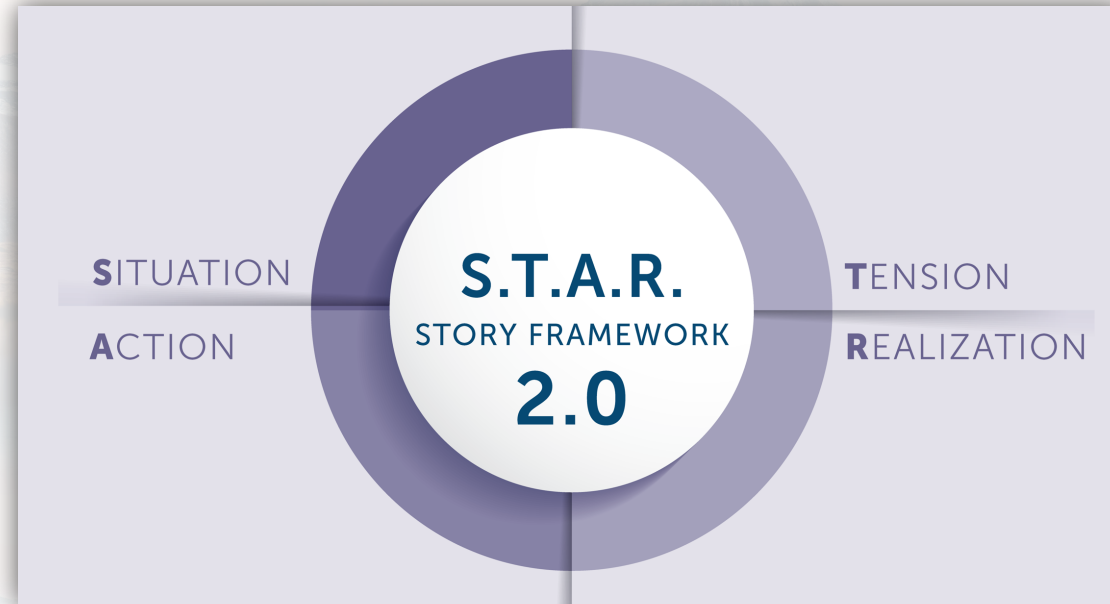 SITUATION
TENSION
S.T.A.R.
STORY FRAMEWORK
2.0
ACTION
REALIZATION